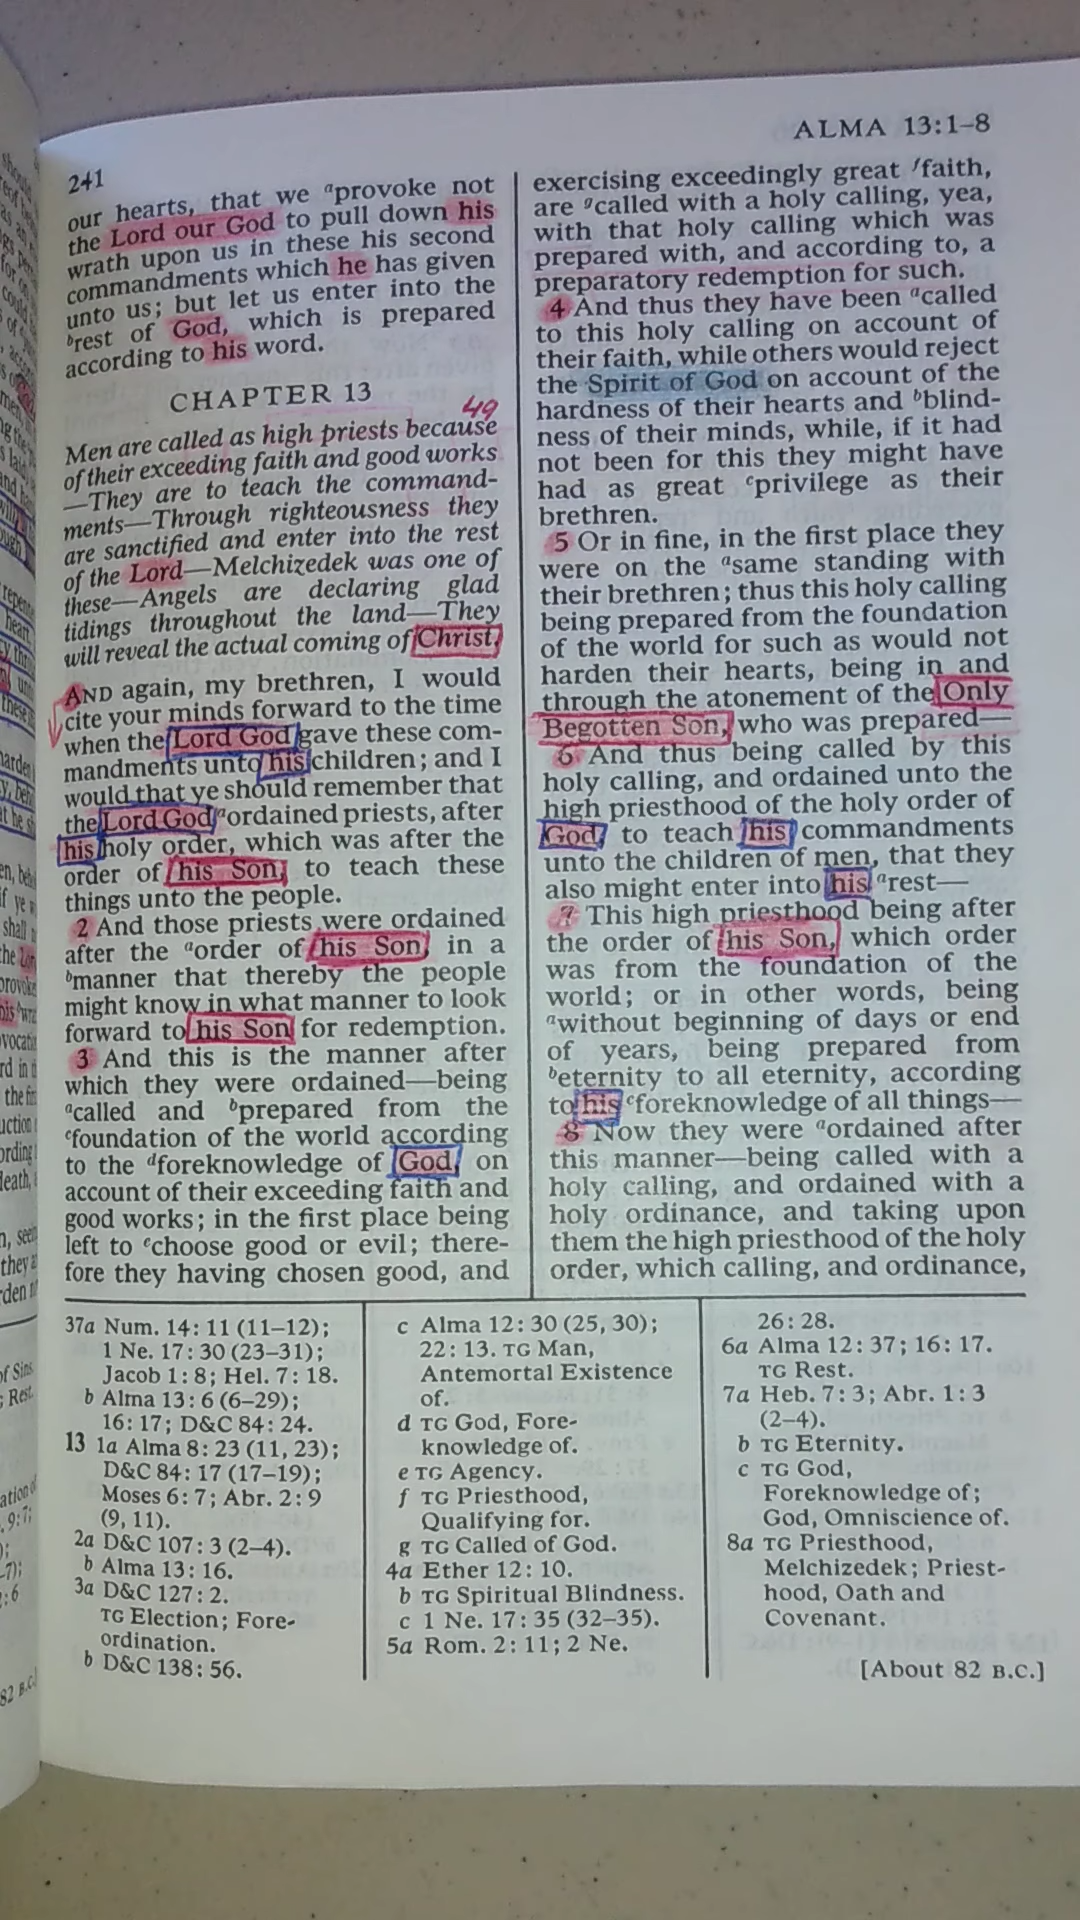 241
ALMA 13:1–8
our hearts, that we ᵃprovoke not
the Lord our God to pull down his
wrath upon us in these his second
commandments which he has given
unto us; but let us enter into the
ᵇrest of God, which is prepared
according to his word.
CHAPTER 13
49
Men are called as high priests because
of their exceeding faith and good works
—They are to teach the command-
ments—Through righteousness they
are sanctified and enter into the rest
of the Lord—Melchizedek was one of
these—Angels are declaring glad
tidings throughout the land—They
will reveal the actual coming of Christ.
AND again, my brethren, I would
cite your minds forward to the time
when the Lord God gave these com-
mandments unto his children; and I
would that ye should remember that
the Lord God ᵃordained priests, after
his holy order, which was after the
order of his Son, to teach these
things unto the people.
2 And those priests were ordained
after the ᵃorder of his Son, in a
ᵇmanner that thereby the people
might know in what manner to look
forward to his Son for redemption.
3 And this is the manner after
which they were ordained—being
ᵃcalled and ᵇprepared from the
ᶜfoundation of the world according
to the ᵈforeknowledge of God, on
account of their exceeding faith and
good works; in the first place being
left to ᵉchoose good or evil; there-
fore they having chosen good, and
exercising exceedingly great ᶠfaith,
are ᵍcalled with a holy calling, yea,
with that holy calling which was
prepared with, and according to, a
preparatory redemption for such.
4 And thus they have been ᵃcalled
to this holy calling on account of
their faith, while others would reject
the Spirit of God on account of the
hardness of their hearts and ᵇblind-
ness of their minds, while, if it had
not been for this they might have
had as great ᶜprivilege as their
brethren.
5 Or in fine, in the first place they
were on the ᵃsame standing with
their brethren; thus this holy calling
being prepared from the foundation
of the world for such as would not
harden their hearts, being in and
through the atonement of the Only
Begotten Son, who was prepared—
6 And thus being called by this
holy calling, and ordained unto the
high priesthood of the holy order of
God, to teach his commandments
unto the children of men, that they
also might enter into his ᵃrest—
7 This high priesthood being after
the order of his Son, which order
was from the foundation of the
world; or in other words, being
ᵃwithout beginning of days or end
of years, being prepared from
ᵇeternity to all eternity, according
to his ᶜforeknowledge of all things—
8 Now they were ᵃordained after
this manner—being called with a
holy calling, and ordained with a
holy ordinance, and taking upon
them the high priesthood of the holy
order, which calling, and ordinance,
37a Num. 14: 11 (11–12);
1 Ne. 17: 30 (23–31);
Jacob 1: 8; Hel. 7: 18.
b Alma 13: 6 (6–29);
16: 17; D&C 84: 24.
13 1a Alma 8: 23 (11, 23);
D&C 84: 17 (17–19);
Moses 6: 7; Abr. 2: 9
(9, 11).
2a D&C 107: 3 (2–4).
b Alma 13: 16.
3a D&C 127: 2.
TG Election; Fore-
ordination.
b D&C 138: 56.
c Alma 12: 30 (25, 30);
22: 13. TG Man,
Antemortal Existence
of.
d TG God, Fore-
knowledge of.
e TG Agency.
f TG Priesthood,
Qualifying for.
g TG Called of God.
4a Ether 12: 10.
b TG Spiritual Blindness.
c 1 Ne. 17: 35 (32–35).
5a Rom. 2: 11; 2 Ne.
26: 28.
6a Alma 12: 37; 16: 17.
TG Rest.
7a Heb. 7: 3; Abr. 1: 3
(2–4).
b TG Eternity.
c TG God,
Foreknowledge of;
God, Omniscience of.
8a TG Priesthood,
Melchizedek; Priest-
hood, Oath and
Covenant.
[About 82 B.C.]